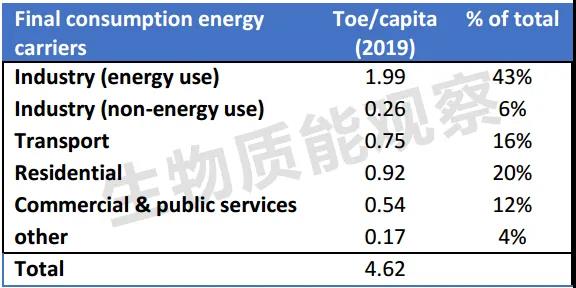 Final consumption energy Toe/capita % of total
carriers (2019)
Industry (energy use) 1.99 43%
Industry (non-energy use) 0.26 6%
Transport 0.75 16%
Residential 0.92 20%
Commercial & public services 0.54 12%
other 0.17 4%
Total 4.62
生物质能观察